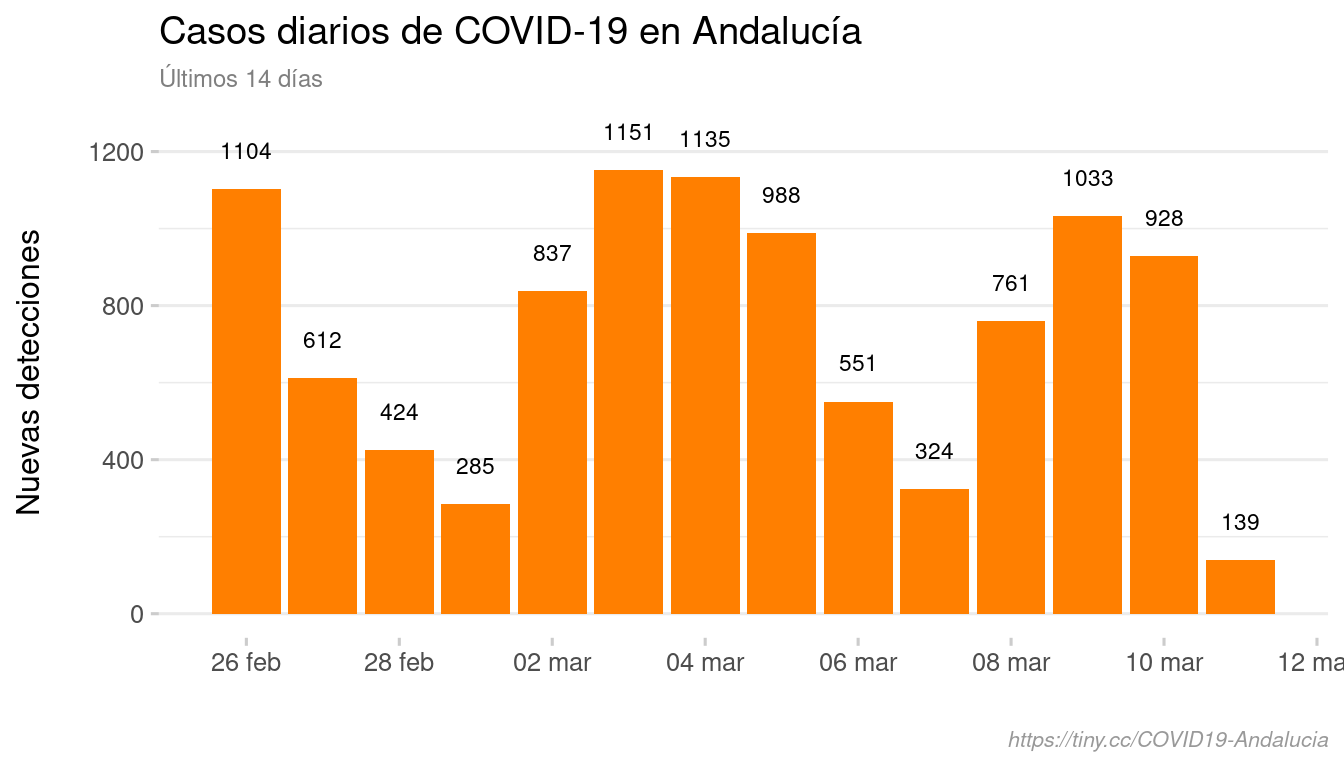 Casos diarios de COVID-19 en Andalucía
Últimos 14 días
Nuevas detecciones
1200
800
400
0
1104
612
424
285
837
1151
1135
988
551
324
761
1033
928
139
26 feb
28 feb
02 mar
04 mar
06 mar
08 mar
10 mar
12 ma
https://tiny.cc/COVID19-Andalucia